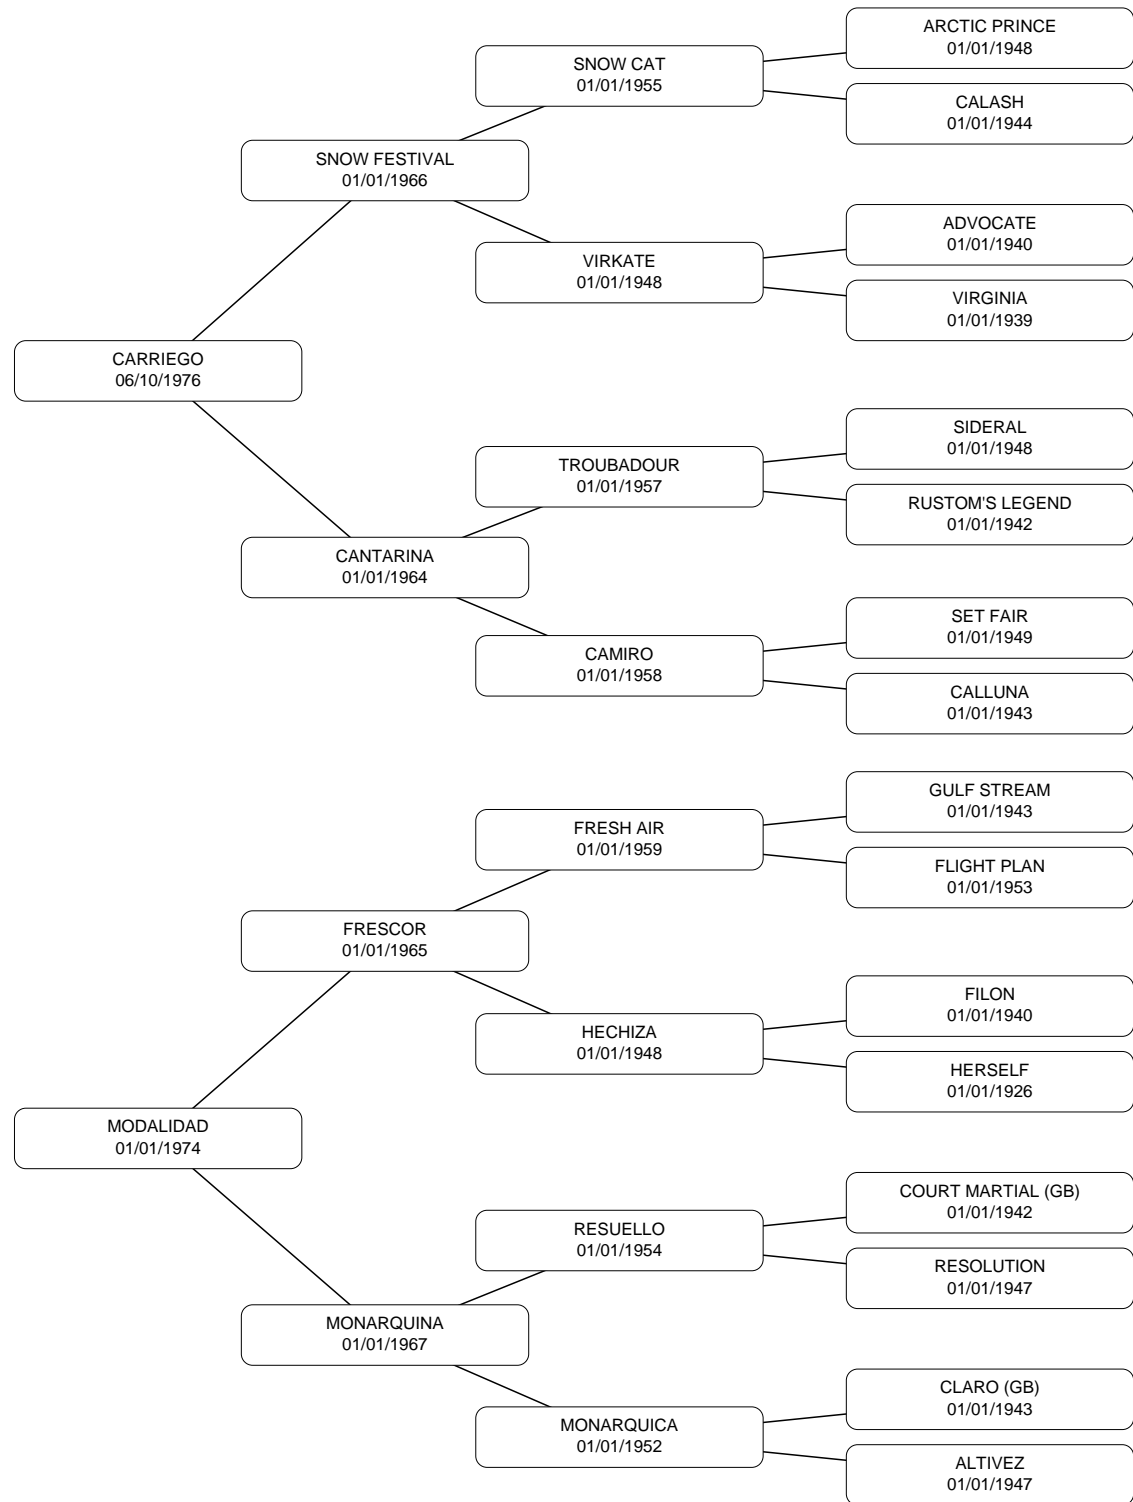 ARCTIC PRINCE
01/01/1948
SNOW CAT
01/01/1955
CALASH
01/01/1944
SNOW FESTIVAL
01/01/1966
ADVOCATE
01/01/1940
VIRKATE
01/01/1948
VIRGINIA
01/01/1939
CARRIEGO
06/10/1976
SIDERAL
01/01/1948
TROUBADOUR
01/01/1957
RUSTOM'S LEGEND
01/01/1942
CANTARINA
01/01/1964
SET FAIR
01/01/1949
CAMIRO
01/01/1958
CALLUNA
01/01/1943
GULF STREAM
01/01/1943
FRESH AIR
01/01/1959
FLIGHT PLAN
01/01/1953
FRESCOR
01/01/1965
FILON
01/01/1940
HECHIZA
01/01/1948
HERSELF
01/01/1926
MODALIDAD
01/01/1974
COURT MARTIAL (GB)
01/01/1942
RESUELLO
01/01/1954
RESOLUTION
01/01/1947
MONARQUINA
01/01/1967
CLARO (GB)
01/01/1943
MONARQUICA
01/01/1952
ALTIVEZ
01/01/1947